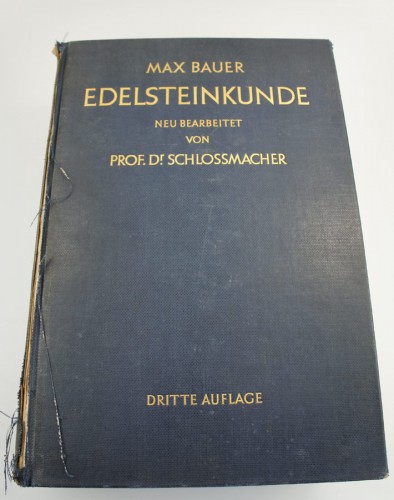 MAX BAUER
EDELSTEINKUNDE
NEU BEARBEITET
VON
PROF. Dr SCHLOSSMACHER
DRITTE AUFLAGE